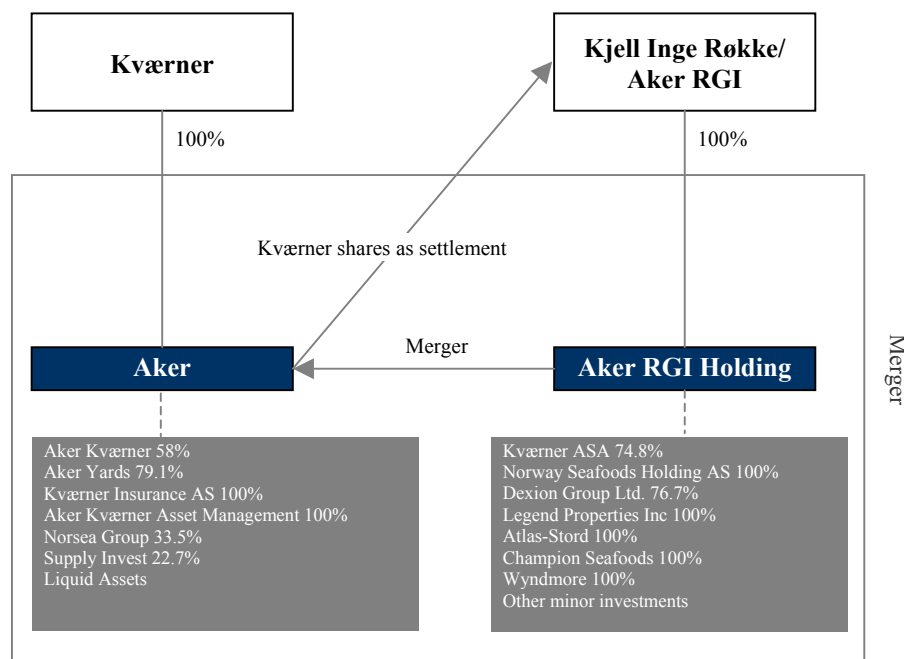 Kværner
Kjell Inge Røkke/
Aker RGI
100%
100%
Kværner shares as settlement
Merger
Aker
Merger
Aker RGI Holding
Aker Kværner 58%
Aker Yards 79.1%
Kværner Insurance AS 100%
Aker Kværner Asset Management 100%
Norsea Group 33.5%
Supply Invest 22.7%
Liquid Assets
Kværner ASA 74.8%
Norway Seafoods Holding AS 100%
Dexion Group Ltd. 76.7%
Legend Properties Inc 100%
Atlas-Stord 100%
Champion Seafoods 100%
Wyndmore 100%
Other minor investments